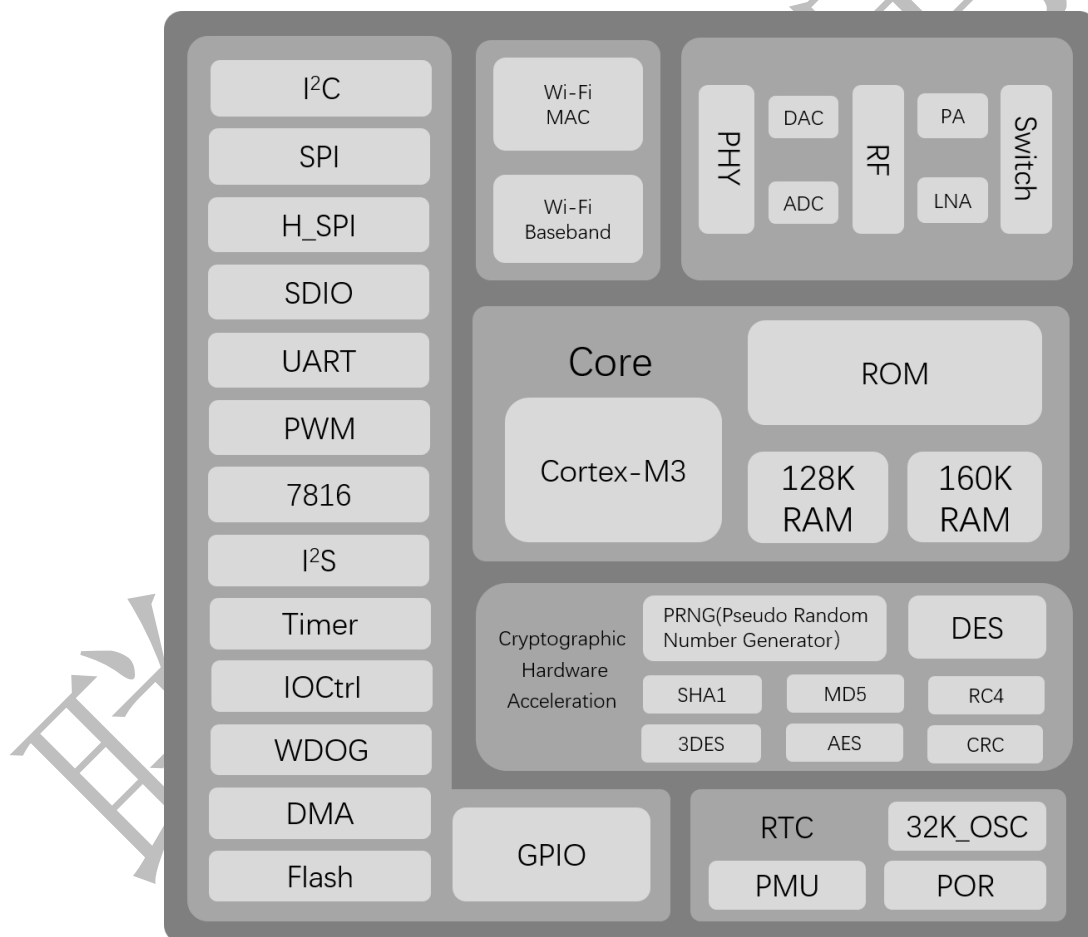 I²C
SPI
H_SPI
SDIO
UART
PWM
7816
I²S
Timer
IOCtrl
WDOG
DMA
Flash
GPIO
Wi-Fi
MAC
Wi-Fi
Baseband
PHY
DAC
ADC
RF
PA
LNA
Switch
Core
Cortex-M3
ROM
128K
RAM
160K
RAM
Cryptographic
Hardware
Acceleration
PRNG(Pseudo Random
Number Generator）
DES
SHA1
MD5
RC4
3DES
AES
CRC
RTC
32K_OSC
PMU
POR